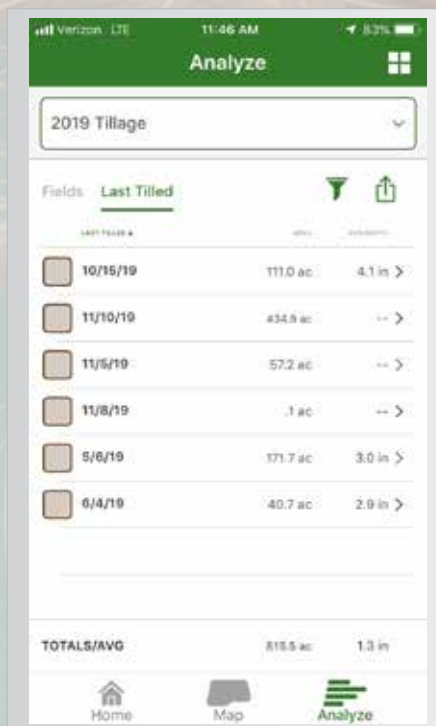 Verizon LTE 11:46 AM 83%
Analyze
2019 Tillage
Fields Last Tilled
LAST TILLED
10/15/19 111.0 ac 4.1 in
11/10/19 434.9 ac --
11/5/19 57.2 ac --
11/8/19 .1 ac --
5/6/19 171.7 ac 3.0 in
6/4/19 40.7 ac 2.9 in
TOTALS/AVG 815.5 ac 1.3 in
Home Map Analyze